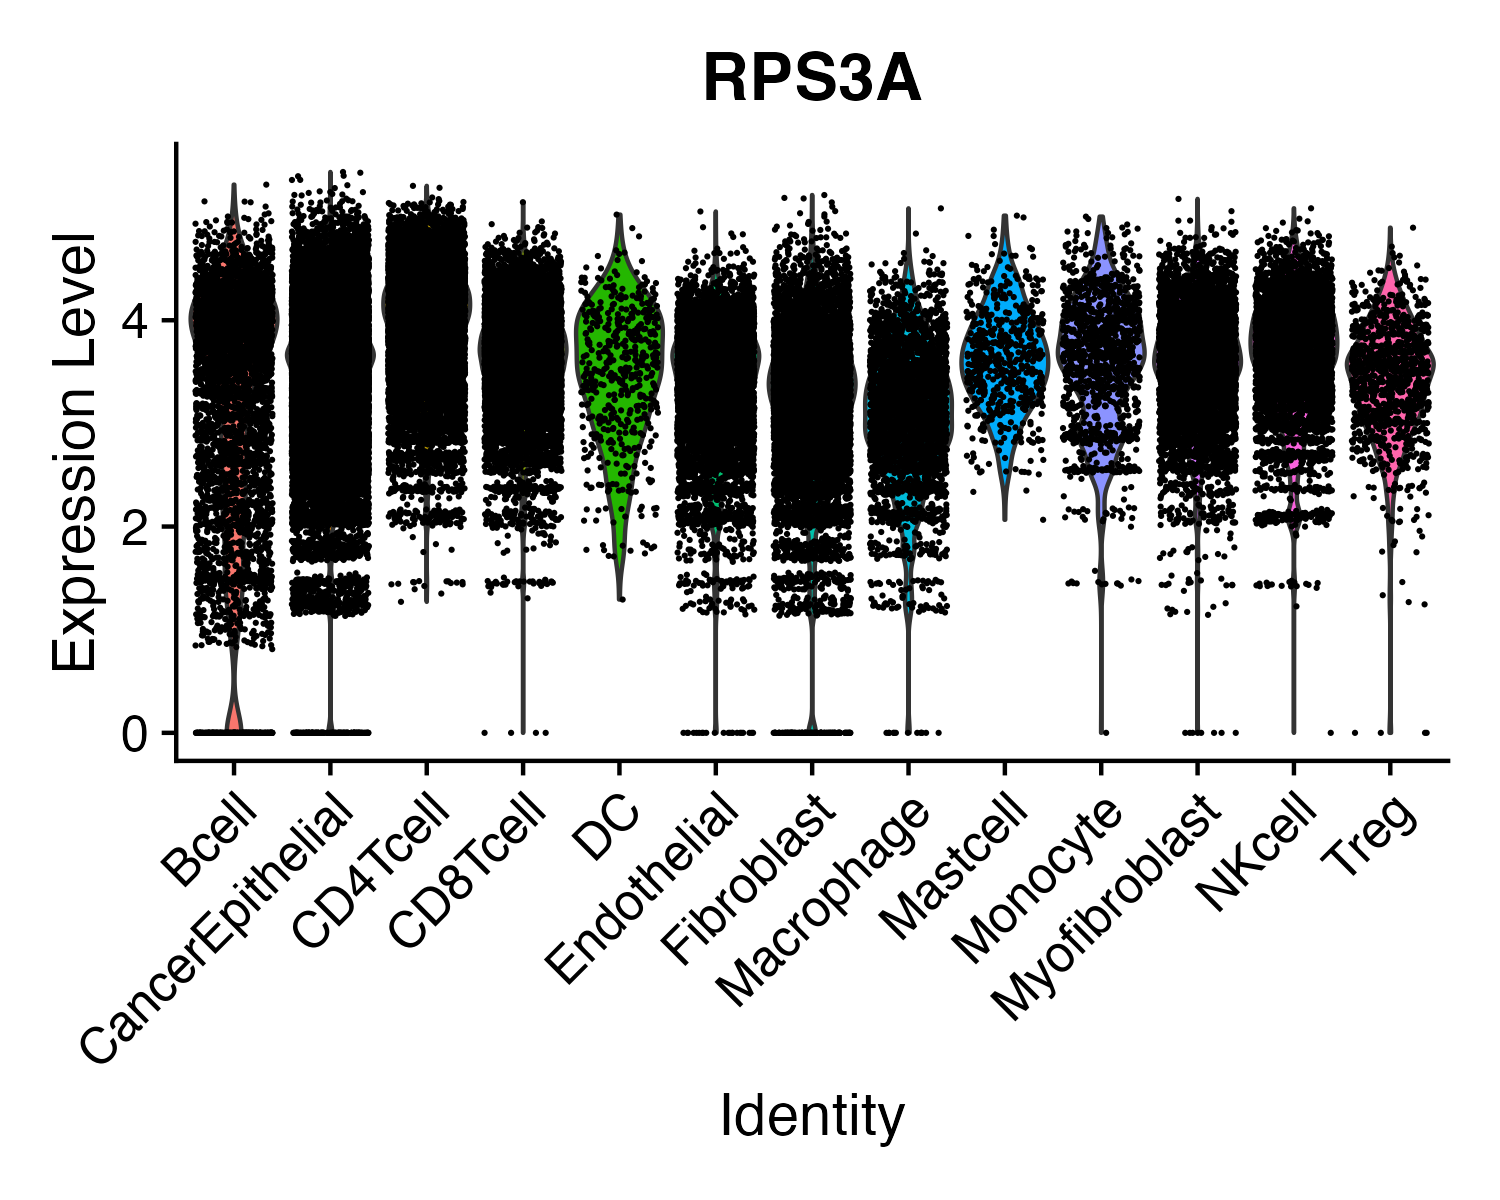 RPS3A
Expression Level
4
2
0
Bcell
CancerEpithelial
CD4Tcell
CD8Tcell
DC
Endothelial
Fibroblast
Macrophage
Mastcell
Monocyte
Myofibroblast
NKcell
Treg
Identity